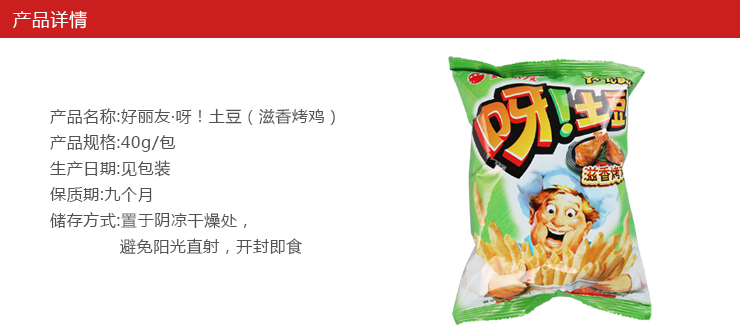 产品详情
产品名称:好丽友·呀！土豆（滋香烤鸡）
产品规格:40g/包
生产日期:见包装
保质期:九个月
储存方式:置于阴凉干燥处，
避免阳光直射，开封即食
呀!土豆
滋香烤